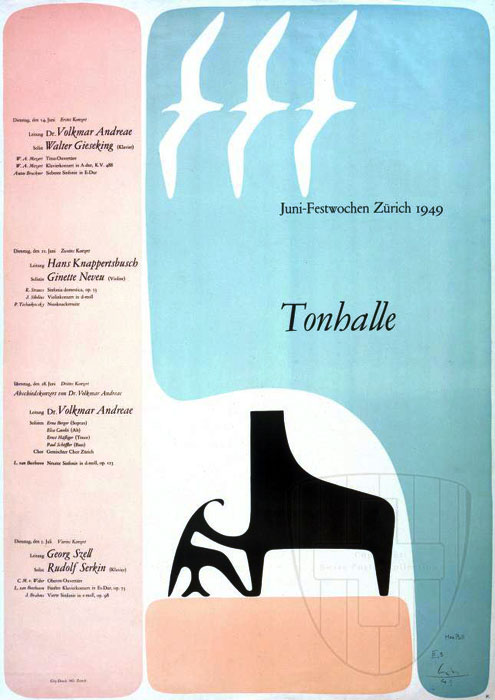 Dienstag, den 14. Juni Erstes Konzert
Leitung Dr. Volkmar Andreae
Solist Walter Gieseking (Klavier)
W. A. Mozart Titus-Ouvertüre
W. A. Mozart Klavierkonzert in A-dur, K.V. 488
Anton Bruckner Siebente Sinfonie in E-Dur
Dienstag, den 21. Juni Zweites Konzert
Leitung Hans Knappertsbusch
Solistin Ginette Neveu (Violine)
R. Strauss Sinfonia domestica, op. 53
J. Sibelius Violinkonzert in d-moll
P. Tschaikowsky Nussknackersuite
Dienstag, den 28. Juni Drittes Konzert
Abschiedskonzert von Dr. Volkmar Andreae
Leitung Dr. Volkmar Andreae
Solisten Erna Berger (Sopran)
Elsa Cavelti (Alt)
Ernst Häfliger (Tenor)
Paul Schöffler (Bass)
Chor Gemischter Chor Zürich
L. van Beethoven Neunte Sinfonie in d-moll, op. 125
Dienstag, den 5. Juli Viertes Konzert
Leitung Georg Szell
Solist Rudolf Serkin (Klavier)
C. M. v. Weber Oberon-Ouvertüre
L. van Beethoven Fünftes Klavierkonzert in Es-Dur, op. 73
J. Brahms Vierte Sinfonie in e-moll, op. 98
City-Druck AG. Zürich
Juni-Festwochen Zürich 1949
Tonhalle